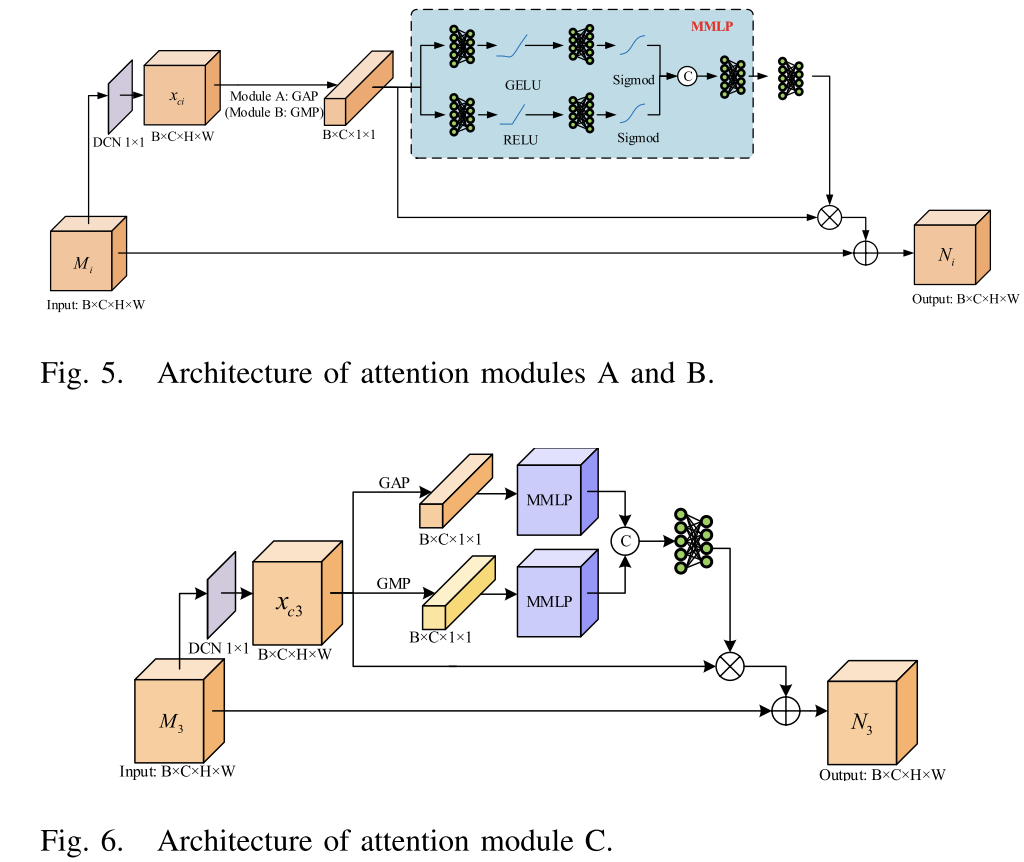 MMLP
GELU
Sigmod
C
x_ci
Module A: GAP
(Module B: GMP)
DCN 1×1
B×C×H×W
B×C×1×1
RELU
Sigmod
M_i
N_i
Input: B×C×H×W
Output: B×C×H×W
Fig. 5. Architecture of attention modules A and B.
GAP
MMLP
B×C×1×1
C
GMP
MMLP
x_c3
B×C×1×1
DCN 1×1
B×C×H×W
M_3
N_3
Input: B×C×H×W
Output: B×C×H×W
Fig. 6. Architecture of attention module C.